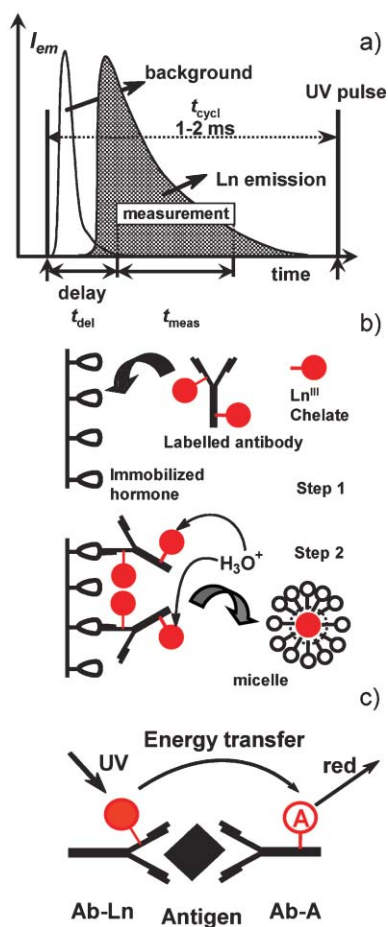 a)
I_em
background
UV pulse
t_cycl
1-2 ms
Ln emission
measurement
time
delay
t_del
t_meas
b)
Ln^III
Chelate
Labelled antibody
Immobilized
hormone
Step 1
Step 2
H3O+
micelle
c)
Energy transfer
UV
red
A
Ab-Ln
Antigen
Ab-A